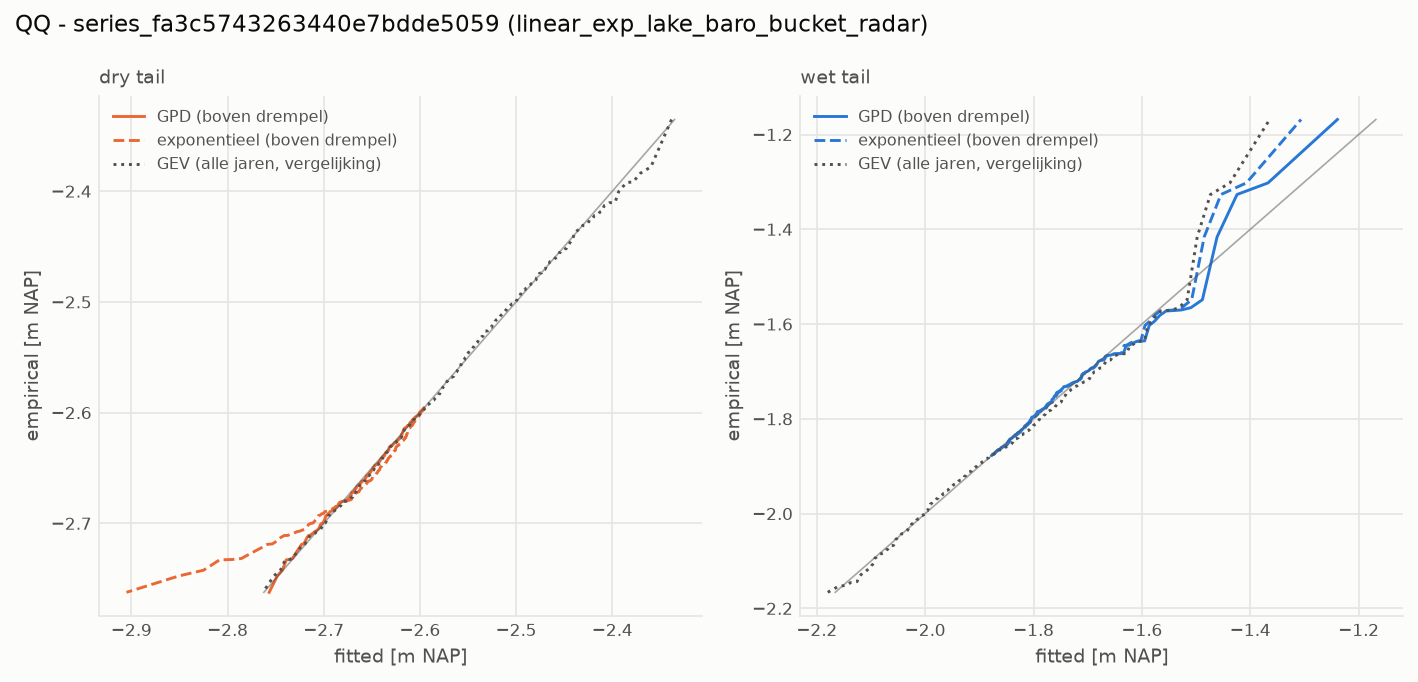 QQ - series_fa3c5743263440e7bdde5059 (linear_exp_lake_baro_bucket_radar)
dry tail
GPD (boven drempel)
exponentieel (boven drempel)
GEV (alle jaren, vergelijking)
−2.4
−2.5
−2.6
−2.7
empirical [m NAP]
−2.9
−2.8
−2.7
−2.6
−2.5
−2.4
fitted [m NAP]
wet tail
GPD (boven drempel)
exponentieel (boven drempel)
GEV (alle jaren, vergelijking)
−1.2
−1.4
−1.6
−1.8
−2.0
−2.2
empirical [m NAP]
−2.2
−2.0
−1.8
−1.6
−1.4
−1.2
fitted [m NAP]